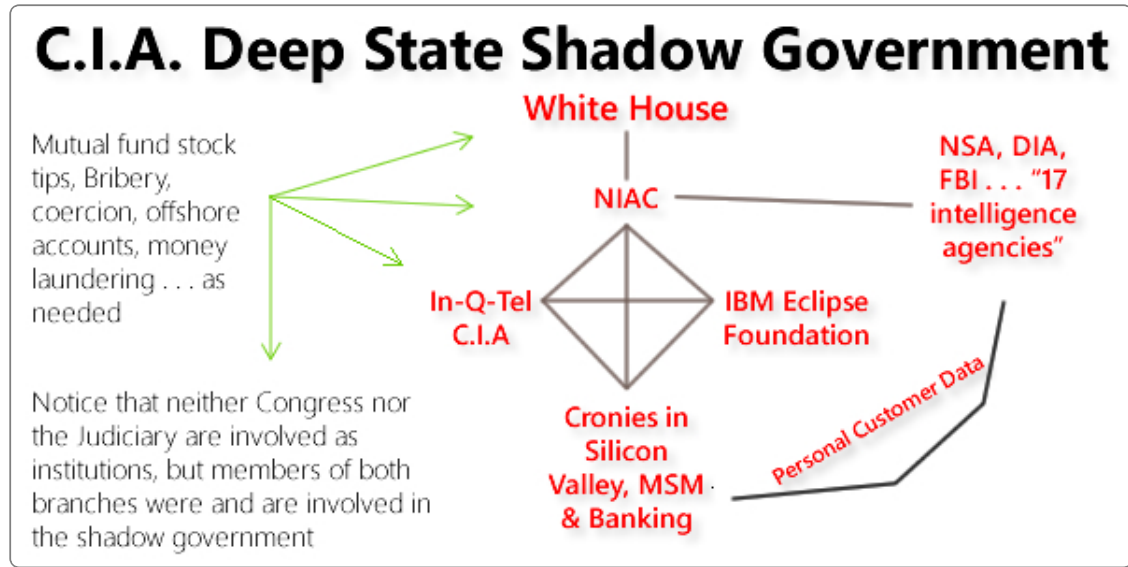 C.I.A. Deep State Shadow Government
Mutual fund stock
tips, Bribery,
coercion, offshore
accounts, money
laundering . . . as
needed
White House
NIAC
NSA, DIA,
FBI . . . "17
intelligence
agencies"
In-Q-Tel
C.I.A
IBM Eclipse
Foundation
Cronies in
Silicon
Valley, MSM
& Banking
Personal Customer Data
Notice that neither Congress nor
the Judiciary are involved as
institutions, but members of both
branches were and are involved in
the shadow government